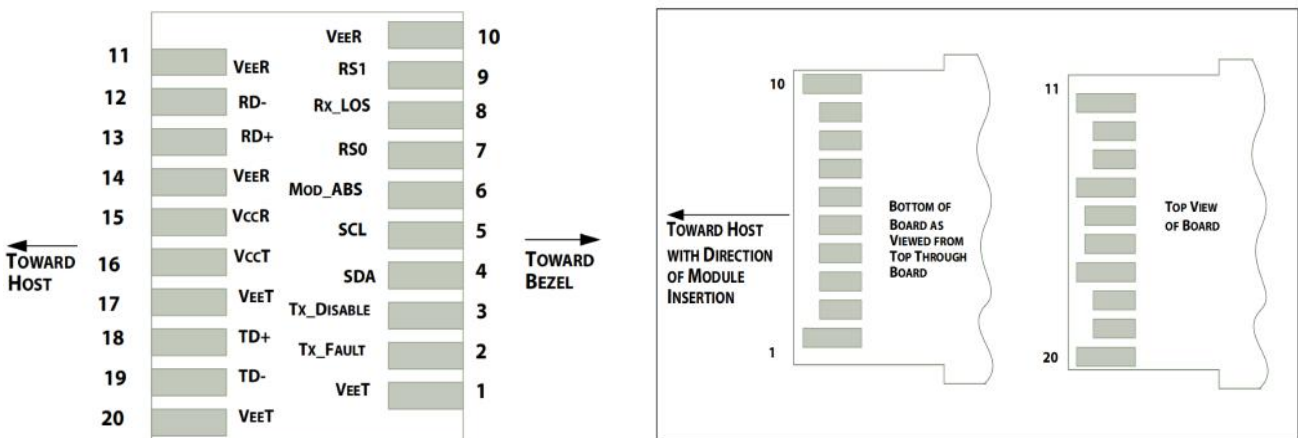 VEER 10
11 VEER RS1 9
12 RD- RX_LOS 8
13 RD+ RS0 7
14 VEER MOD_ABS 6
15 VCCR SCL 5
16 VCCT SDA 4
17 VEET TX_DISABLE 3
18 TD+ TX_FAULT 2
19 TD- VEET 1
20 VEET
TOWARD
HOST
TOWARD
BEZEL
10
1
TOWARD HOST
WITH DIRECTION
OF MODULE
INSERTION
BOTTOM OF
BOARD AS
VIEWED FROM
TOP THROUGH
BOARD
11
20
TOP VIEW
OF BOARD